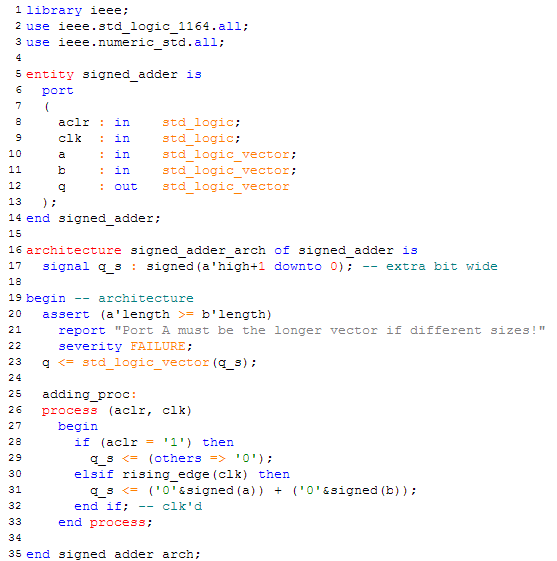 1 library ieee;
2 use ieee.std_logic_1164.all;
3 use ieee.numeric_std.all;
4
5 entity signed_adder is
6   port
7   (
8     aclr : in    std_logic;
9     clk  : in    std_logic;
10     a    : in    std_logic_vector;
11     b    : in    std_logic_vector;
12     q    : out   std_logic_vector
13   );
14 end signed_adder;
15
16 architecture signed_adder_arch of signed_adder is
17   signal q_s : signed(a'high+1 downto 0); -- extra bit wide
18
19 begin -- architecture
20   assert (a'length >= b'length)
21     report "Port A must be the longer vector if different sizes!"
22     severity FAILURE;
23   q <= std_logic_vector(q_s);
24
25   adding_proc:
26   process (aclr, clk)
27     begin
28       if (aclr = '1') then
29         q_s <= (others => '0');
30       elsif rising_edge(clk) then
31         q_s <= ('0'&signed(a)) + ('0'&signed(b));
32       end if; -- clk'd
33     end process;
34
35 end signed_adder_arch;